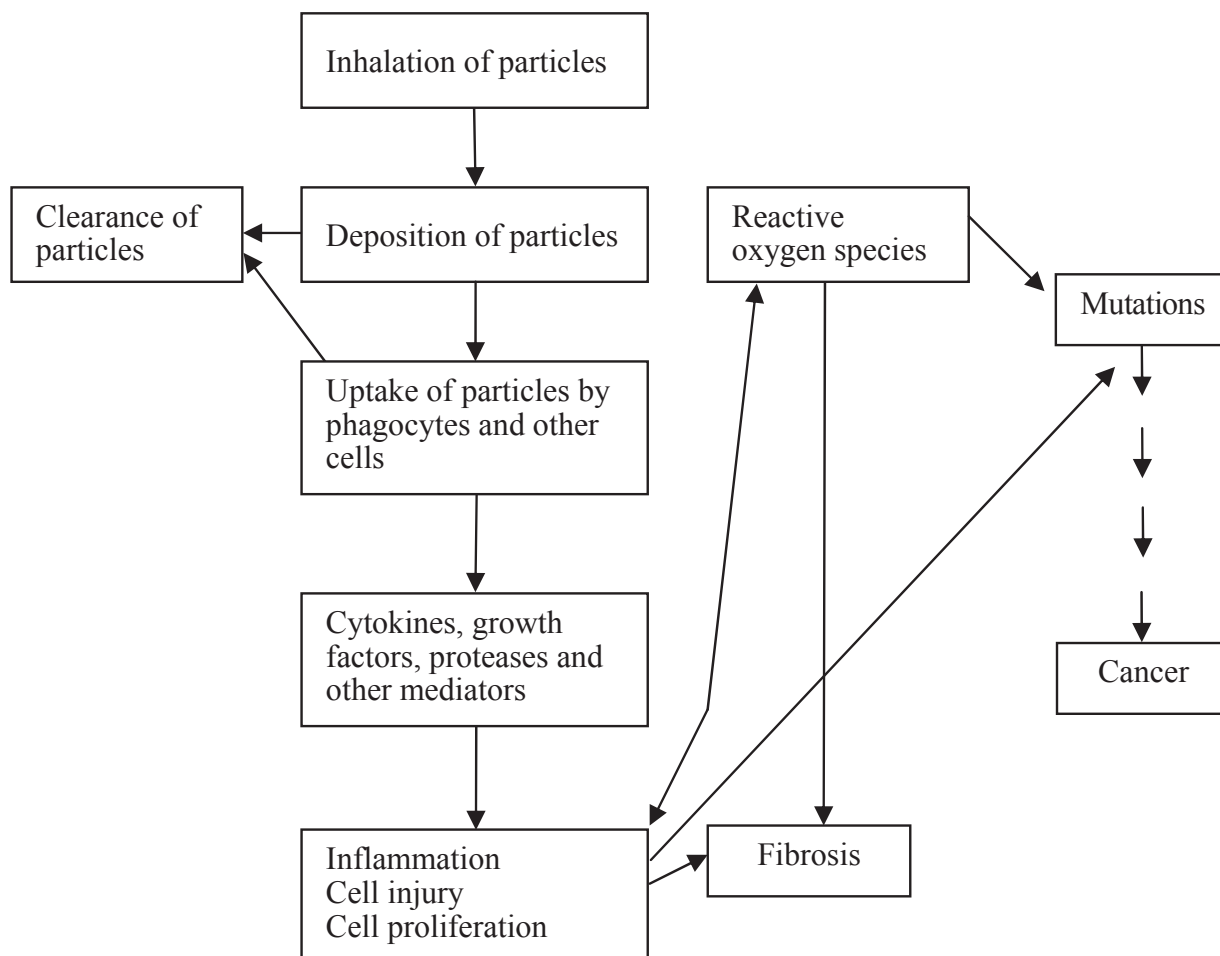 Inhalation of particles
Clearance of
particles
Deposition of particles
Reactive
oxygen species
Mutations
Uptake of particles by
phagocytes and other
cells
Cytokines, growth
factors, proteases and
other mediators
Cancer
Inflammation
Cell injury
Cell proliferation
Fibrosis